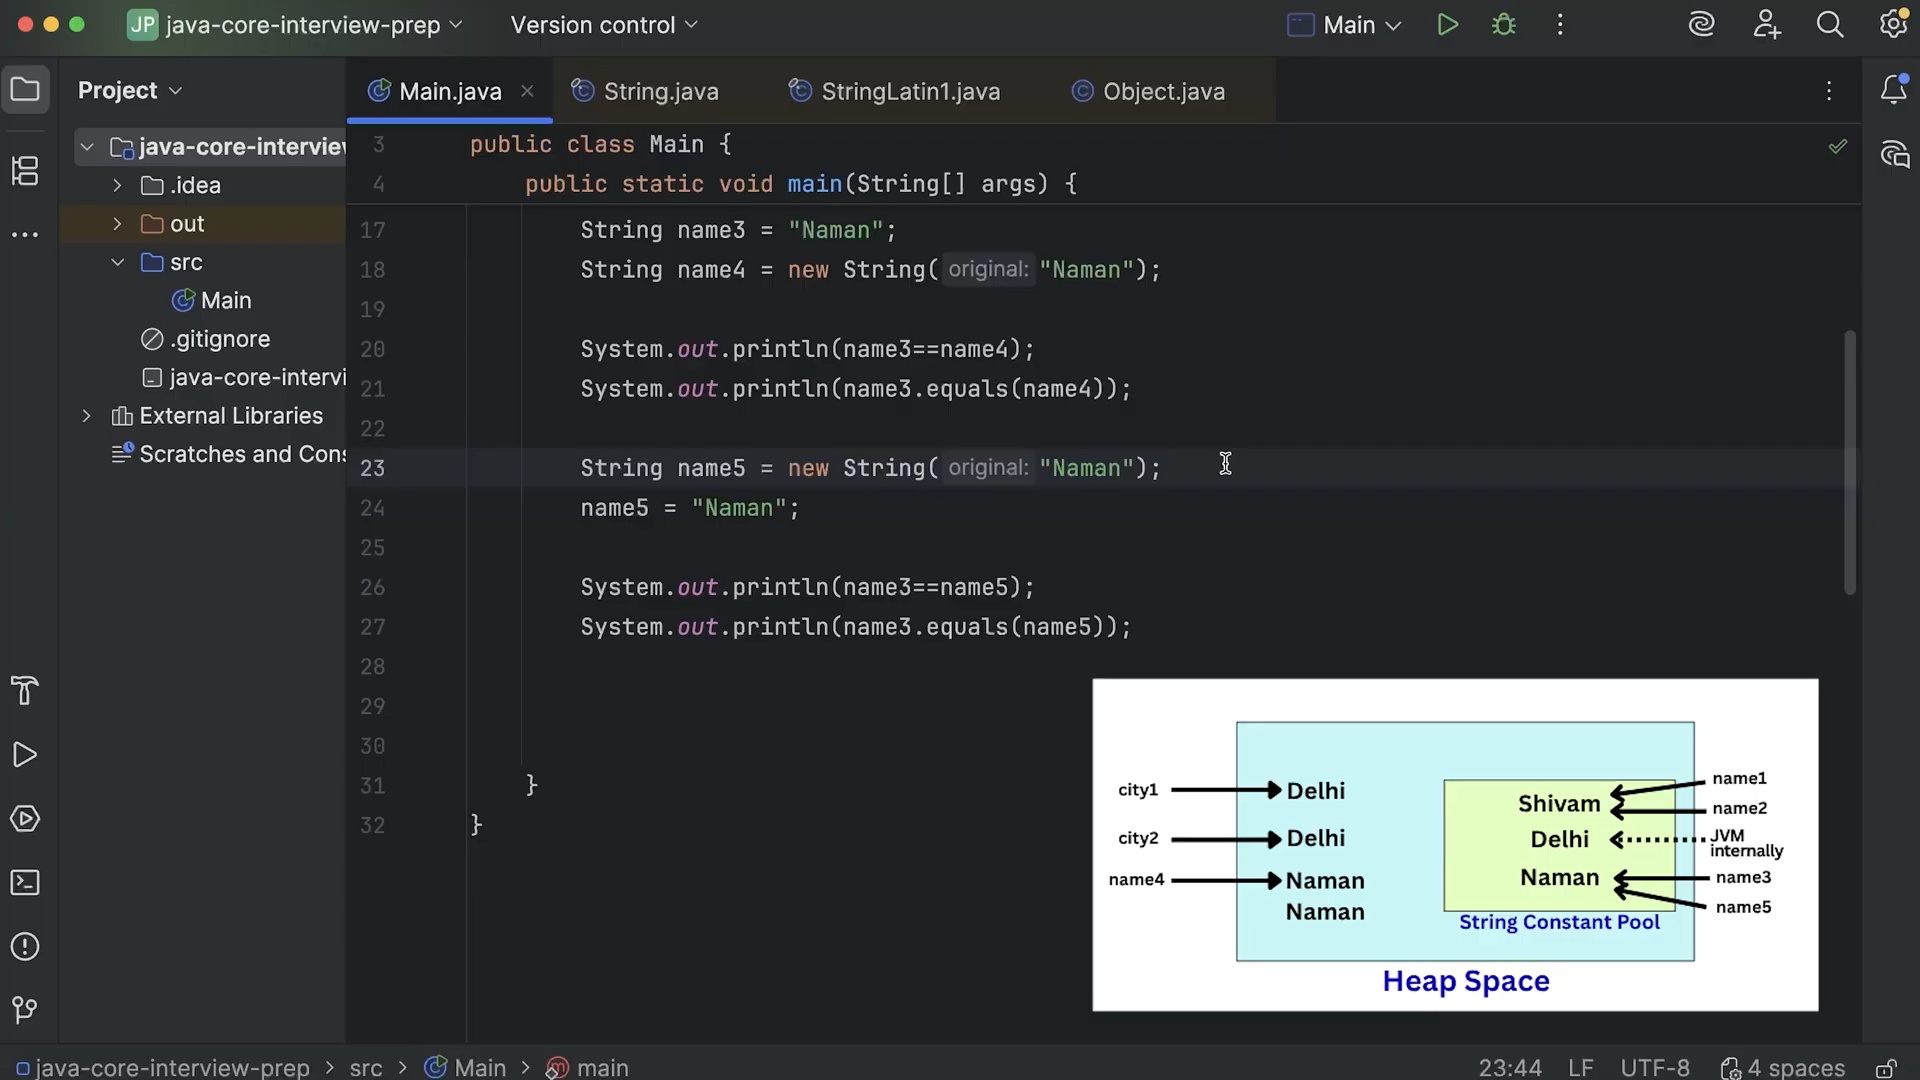 JP java-core-interview-prep Version control Main
Project
Main.java String.java StringLatin1.java Object.java
java-core-interview
.idea
out
src
Main
.gitignore
java-core-intervi
External Libraries
Scratches and Cons
3 public class Main {
4 public static void main(String[] args) {
17 String name3 = "Naman";
18 String name4 = new String( original: "Naman");
19
20 System.out.println(name3==name4);
21 System.out.println(name3.equals(name4));
22
23 String name5 = new String( original: "Naman");
24 name5 = "Naman";
25
26 System.out.println(name3==name5);
27 System.out.println(name3.equals(name5));
28
29
30
31 }
32 }
city1 Delhi
city2 Delhi
name4 Naman
Naman
Shivam name1
name2
Delhi JVM
internally
Naman name3
name5
String Constant Pool
Heap Space
java-core-interview-prep > src > Main > main 23:44 LF UTF-8 4 spaces